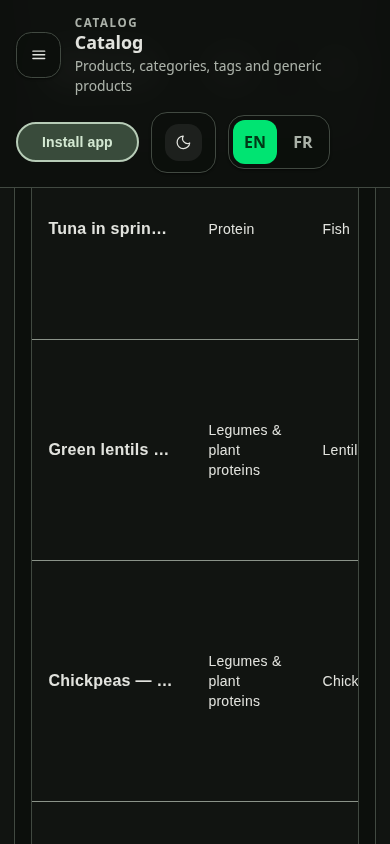 CATALOG
Catalog
Products, categories, tags and generic
products
Install app
EN FR
Tuna in sprin… Protein Fish
Green lentils … Legumes &
plant
proteins Lentil
Chickpeas — … Legumes &
plant
proteins Chick